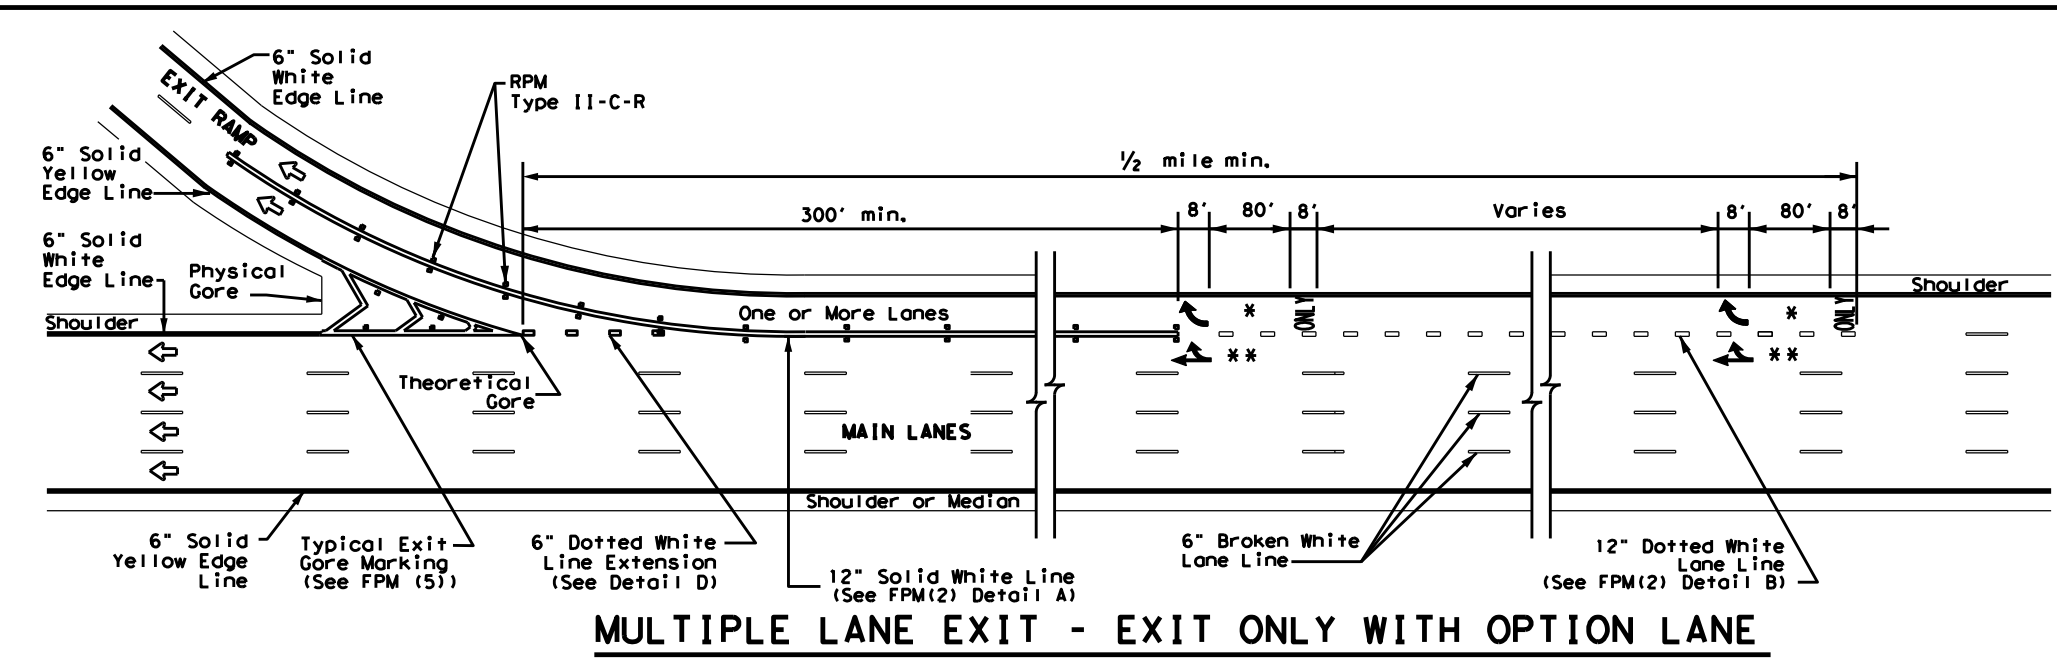 6" Solid
White
Edge Line
EXIT RAMP
RPM
Type II-C-R
6" Solid
Yellow
Edge Line
1/2 mile min.
300' min.
8'
80'
8'
Varies
8'
80'
8'
6" Solid
White
Edge Line
Physical
Gore
Shoulder
Shoulder
One or More Lanes
*
ONLY
*
ONLY
**
**
Theoretical
Gore
MAIN LANES
Shoulder or Median
6" Solid
Yellow Edge
Line
Typical Exit
Gore Marking
(See FPM (5))
6" Dotted White
Line Extension
(See Detail D)
12" Solid White Line
(See FPM(2) Detail A)
6" Broken White
Lane Line
12" Dotted White
Lane Line
(See FPM(2) Detail B)
MULTIPLE LANE EXIT - EXIT ONLY WITH OPTION LANE